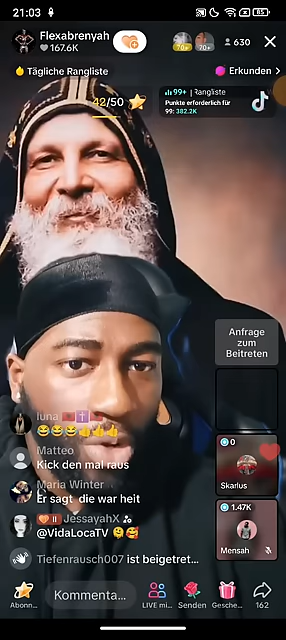 21:03
85
Flexabrenyah
167.6K
70+
70+
630
Tägliche Rangliste
Erkunden >
42/50
99+ | Rangliste
Punkte erforderlich für
99: 382.2K
Anfrage
zum
Beitreten
luna
Matteo
Kick den mal raus
Maria Winter
Er sagt die war heit
JessayahX
@VidaLocaTV
Tiefenrausch007 ist beigetret...
0
Skarlus
1.47K
Mensah
Abonn...
Kommenta...
LIVE mi...
Senden
Gesche...
162